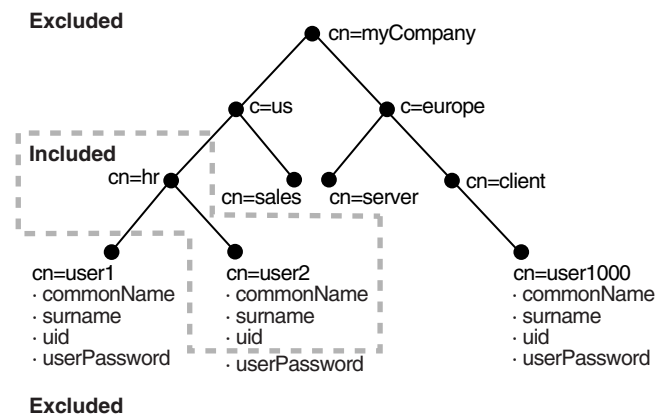 Excluded
cn=myCompany
c=us
c=europe
Included
cn=hr
cn=sales
cn=server
cn=client
cn=user1
· commonName
· surname
· uid
· userPassword
cn=user2
· commonName
· surname
· uid
· userPassword
cn=user1000
· commonName
· surname
· uid
· userPassword
Excluded